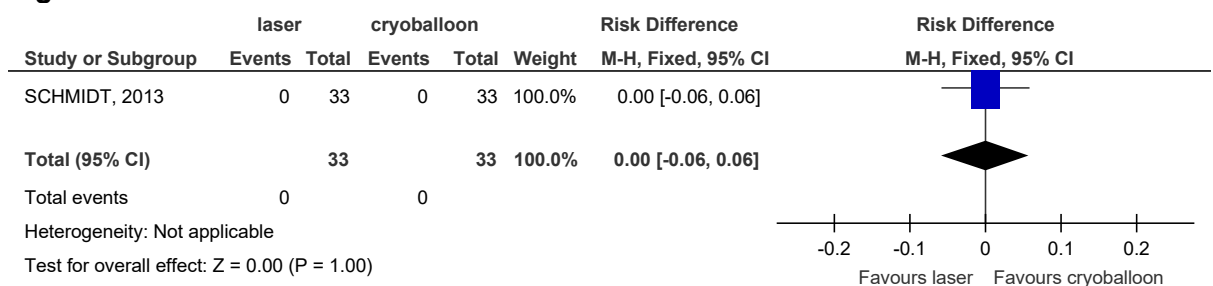 laser cryoballoon Risk Difference Risk Difference
Study or Subgroup Events Total Events Total Weight M-H, Fixed, 95% CI M-H, Fixed, 95% CI
SCHMIDT, 2013 0 33 0 33 100.0% 0.00 [-0.06, 0.06]
Total (95% CI) 33 33 100.0% 0.00 [-0.06, 0.06]
Total events 0 0
Heterogeneity: Not applicable
Test for overall effect: Z = 0.00 (P = 1.00)
-0.2 -0.1 0 0.1 0.2
Favours laser Favours cryoballoon